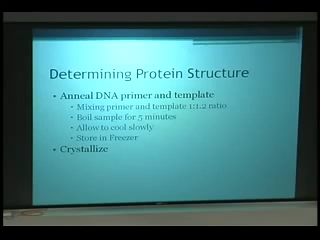 Determining Protein Structure
• Anneal DNA primer and template
• Mixing primer and template 1:1.2 ratio
• Boil sample for 5 minutes
• Allow to cool slowly
• Store in Freezer
• Crystallize